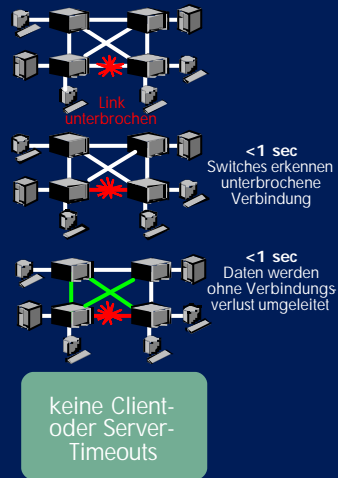 Link
unterbrochen
<1 sec
Switches erkennen
unterbrochene
Verbindung
<1 sec
Daten werden
ohne Verbindungs
verlust umgeleitet
keine Client-
oder Server-
Timeouts